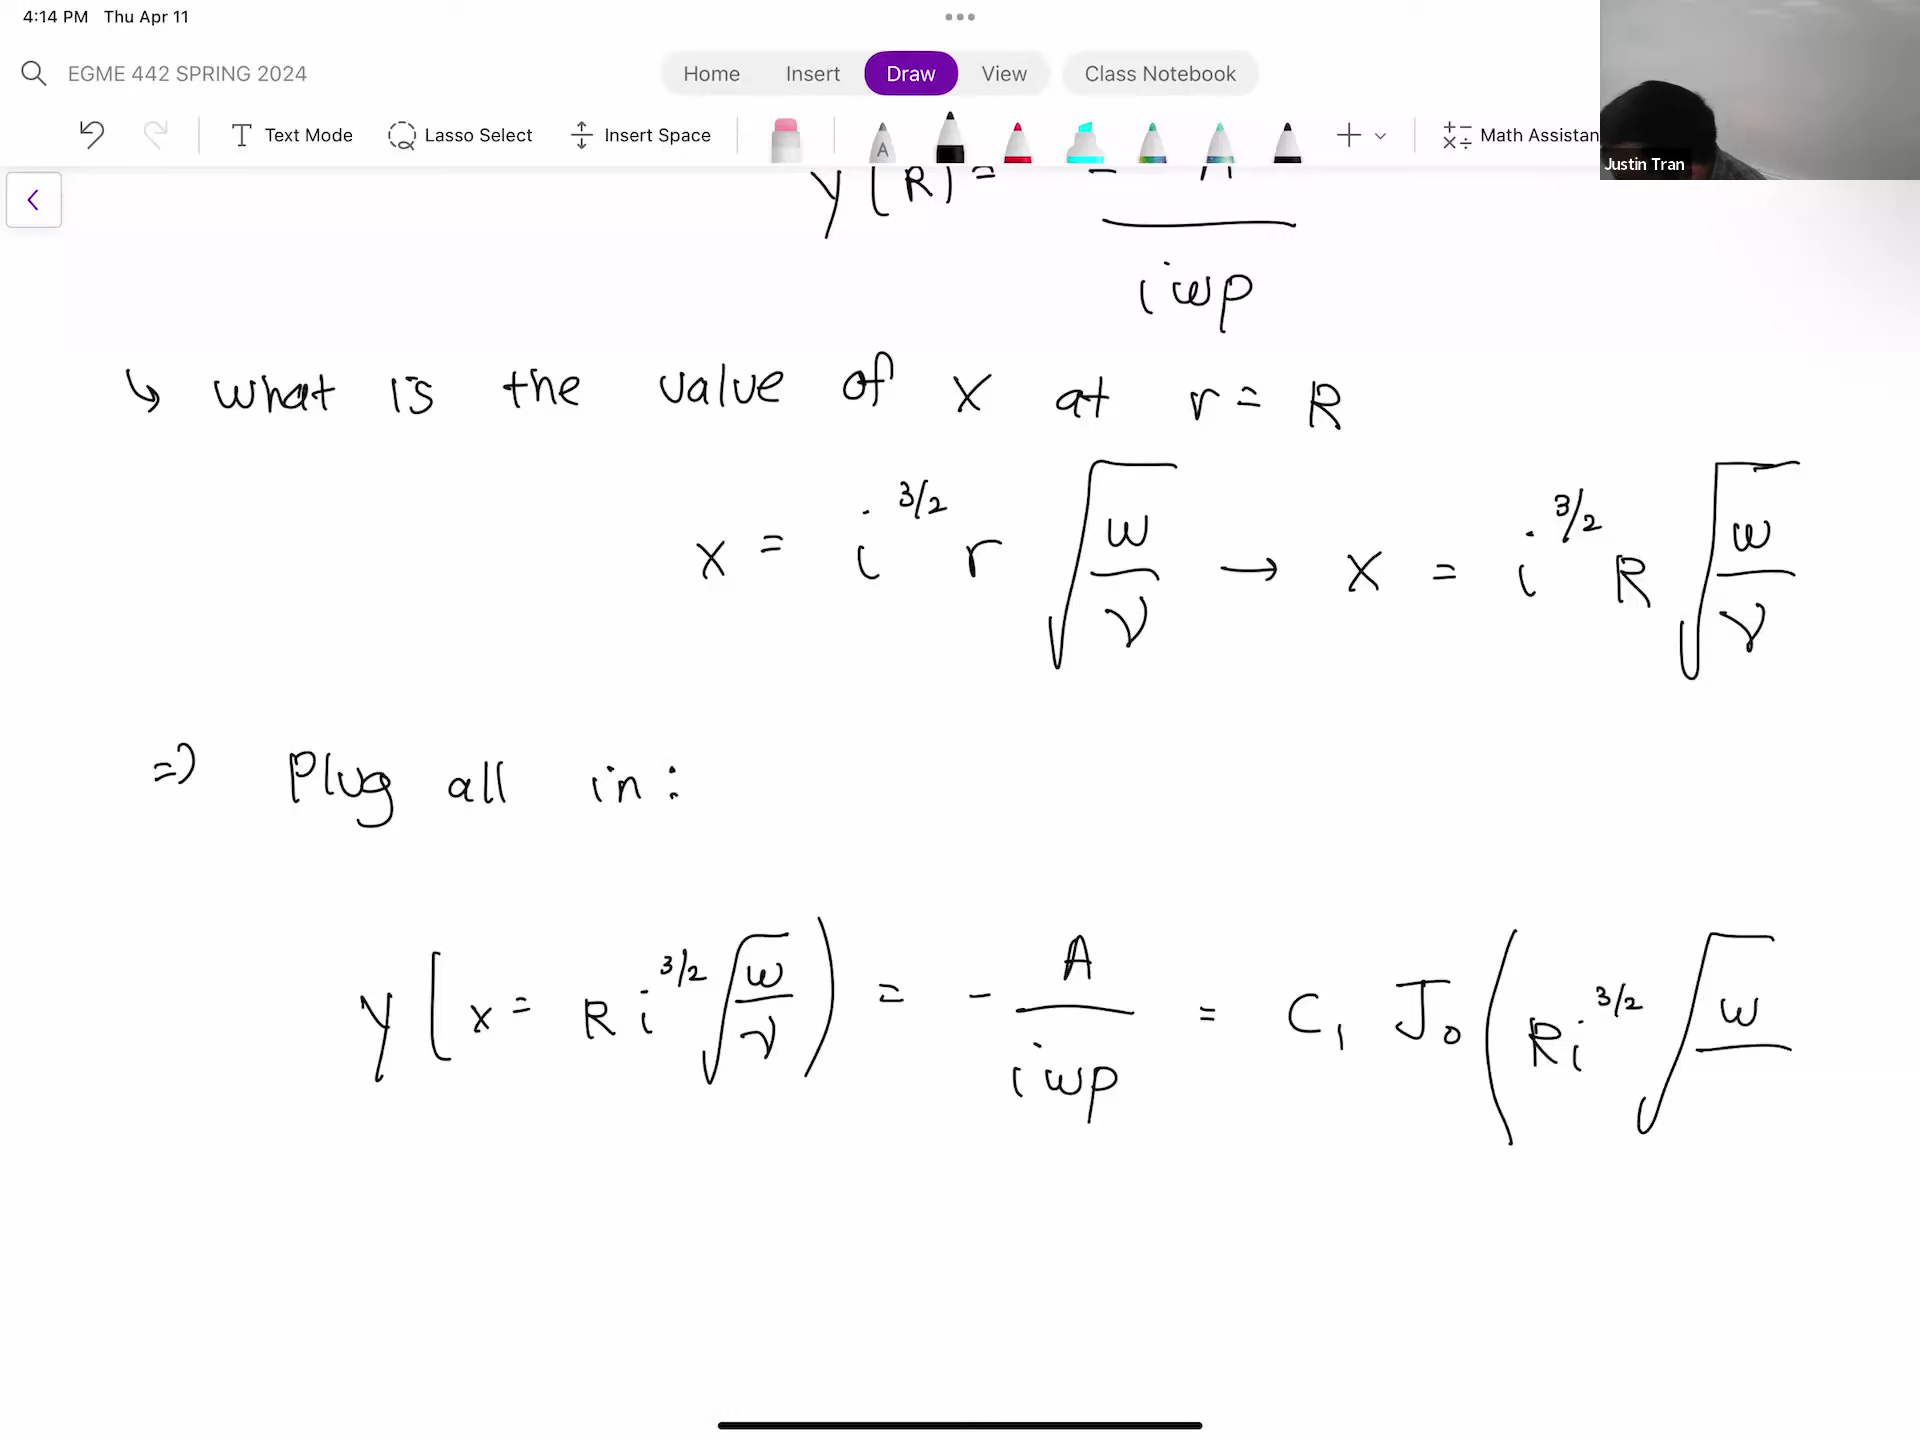 4:14 PM Thu Apr 11
EGME 442 SPRING 2024
Home Insert Draw View Class Notebook
Text Mode Lasso Select Insert Space A Math Assistan
Justin Tran
y(R) = - A / iωρ
↳ what is the value of x at r = R
x = i^{3/2} r √(ω/ν) → x = i^{3/2} R √(ω/ν)
⇒ Plug all in:
y(x = R i^{3/2} √(ω/ν)) = - A / iωρ = C₁ J₀(R i^{3/2} √(ω/